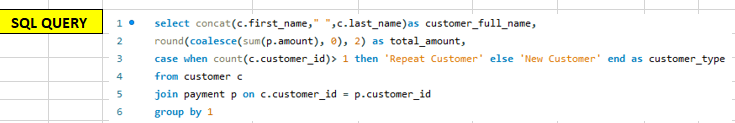 SQL QUERY
1 select concat(c.first_name," ",c.last_name)as customer_full_name,
2 round(coalesce(sum(p.amount), 0), 2) as total_amount,
3 case when count(c.customer_id)> 1 then 'Repeat Customer' else 'New Customer' end as customer_type
4 from customer c
5 join payment p on c.customer_id = p.customer_id
6 group by 1